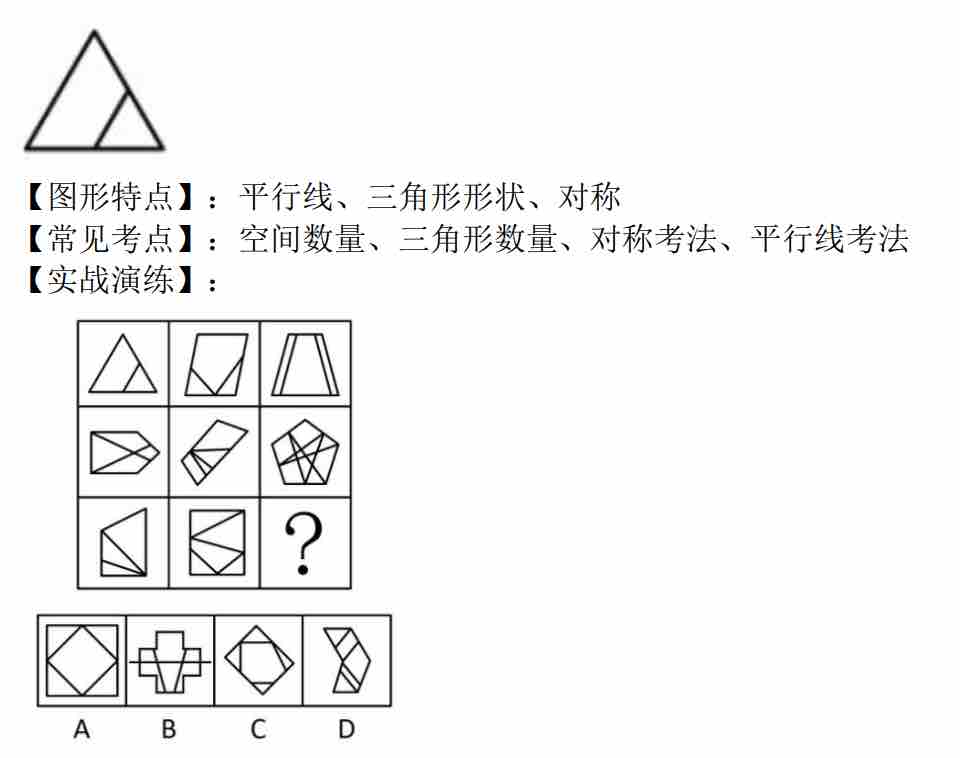 【图形特点】：平行线、三角形形状、对称
【常见考点】：空间数量、三角形数量、对称考法、平行线考法
【实战演练】：
?
A B C D